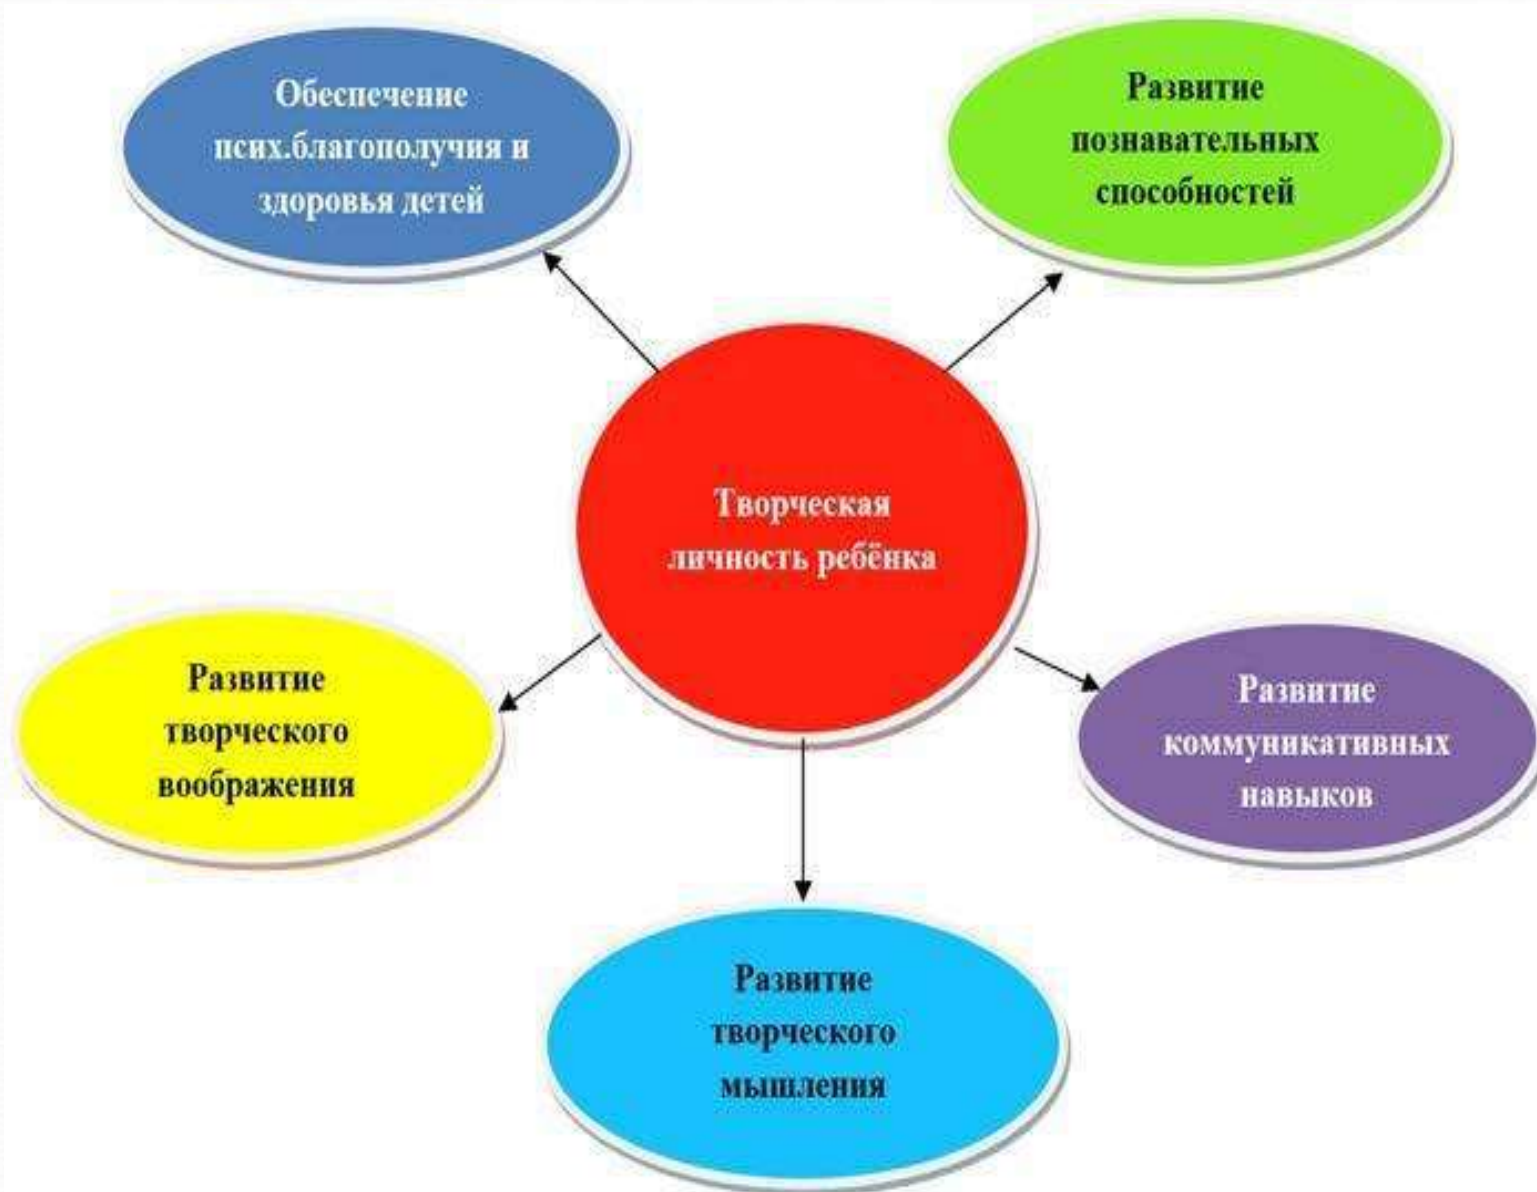 Обеспечение
псих.благополучия и
здоровья детей
Развитие
познавательных
способностей
Творческая
личность ребёнка
Развитие
творческого
воображения
Развитие
коммуникативных
навыков
Развитие
творческого
мышления